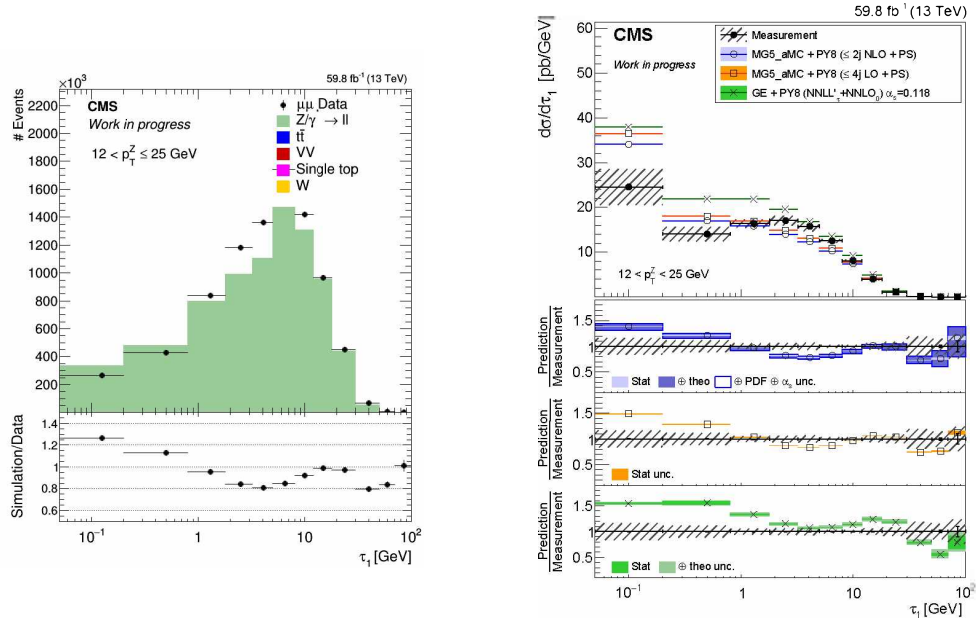 59.8 fb⁻¹ (13 TeV)
×10³
# Events
2200
2000
1800
1600
1400
1200
1000
800
600
400
200
CMS
Work in progress
12 < p_T^Z ≤ 25 GeV
μμ Data
Z/γ* → ll
tt̄
VV
Single top
W
Simulation/Data
1.4
1.2
1
0.8
0.6
10⁻¹
1
10
10²
τ₁ [GeV]
59.8 fb⁻¹ (13 TeV)
dσ/dτ₁ [pb/GeV]
60
50
40
30
20
10
CMS
Work in progress
Measurement
MG5_aMC + PY8 (≤ 2j NLO + PS)
MG5_aMC + PY8 (≤ 4j LO + PS)
GE + PY8 (NNLL'_τ+NNLO₀) α_s=0.118
12 < p_T^Z < 25 GeV
Prediction
Measurement
1.5
1
0.5
Stat
⊕ theo
⊕ PDF ⊕ α_s unc.
Prediction
Measurement
1.5
1
0.5
Stat unc.
Prediction
Measurement
1.5
1
0.5
Stat
⊕ theo unc.
10⁻¹
1
10
10²
τ₁ [GeV]